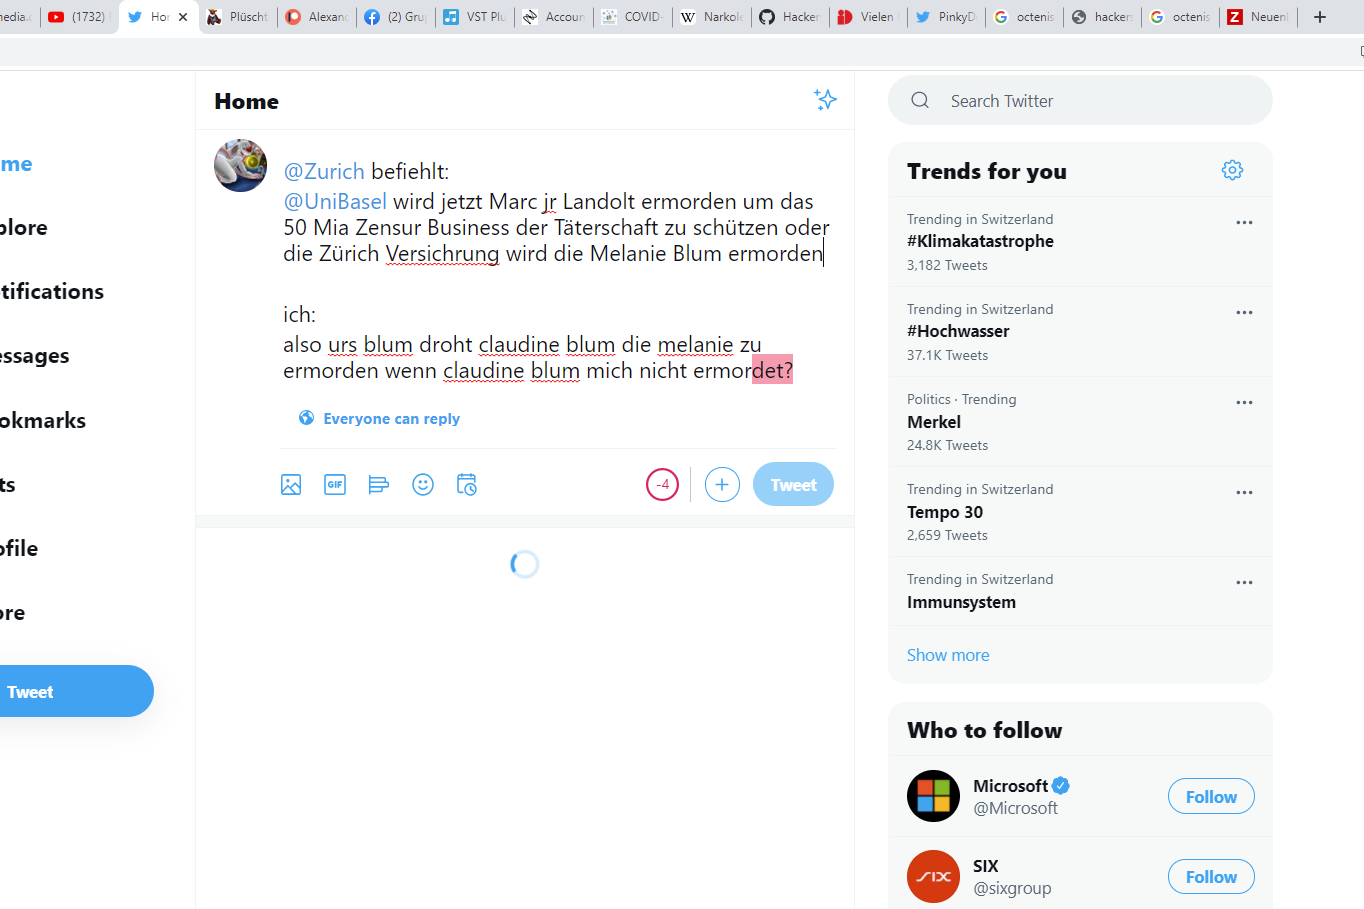 media.c
(1732)
Hor
Plüscht
Alexand
(2) Grup
VST Plu
Accoun
COVID-
Narkole
Hacker
Vielen
PinkyD
octenis
hackers
octenis
Neuenl
Home
@Zurich befiehlt:
@UniBasel wird jetzt Marc jr Landolt ermorden um das
50 Mia Zensur Business der Täterschaft zu schützen oder
die Zürich Versichrung wird die Melanie Blum ermorden
ich:
also urs blum droht claudine blum die melanie zu
ermorden wenn claudine blum mich nicht ermordet?
Everyone can reply
GIF
-4
Tweet
me
plore
tifications
essages
okmarks
ts
ofile
ore
Tweet
Search Twitter
Trends for you
Trending in Switzerland
#Klimakatastrophe
3,182 Tweets
Trending in Switzerland
#Hochwasser
37.1K Tweets
Politics · Trending
Merkel
24.8K Tweets
Trending in Switzerland
Tempo 30
2,659 Tweets
Trending in Switzerland
Immunsystem
Show more
Who to follow
Microsoft
@Microsoft
Follow
SIX
@sixgroup
Follow